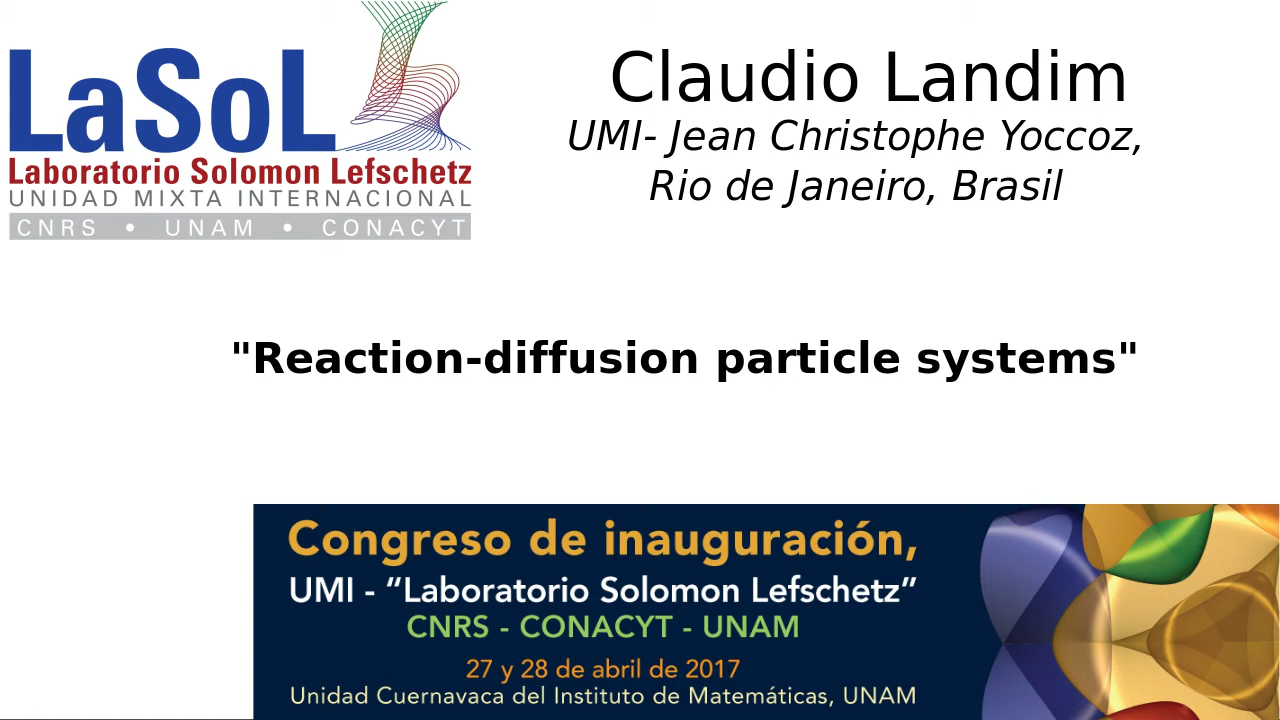 LaSoL
Laboratorio Solomon Lefschetz
UNIDAD MIXTA INTERNACIONAL
CNRS • UNAM • CONACYT
Claudio Landim
UMI- Jean Christophe Yoccoz,
Rio de Janeiro, Brasil
"Reaction-diffusion particle systems"
Congreso de inauguración,
UMI - “Laboratorio Solomon Lefschetz”
CNRS - CONACYT - UNAM
27 y 28 de abril de 2017
Unidad Cuernavaca del Instituto de Matemáticas, UNAM